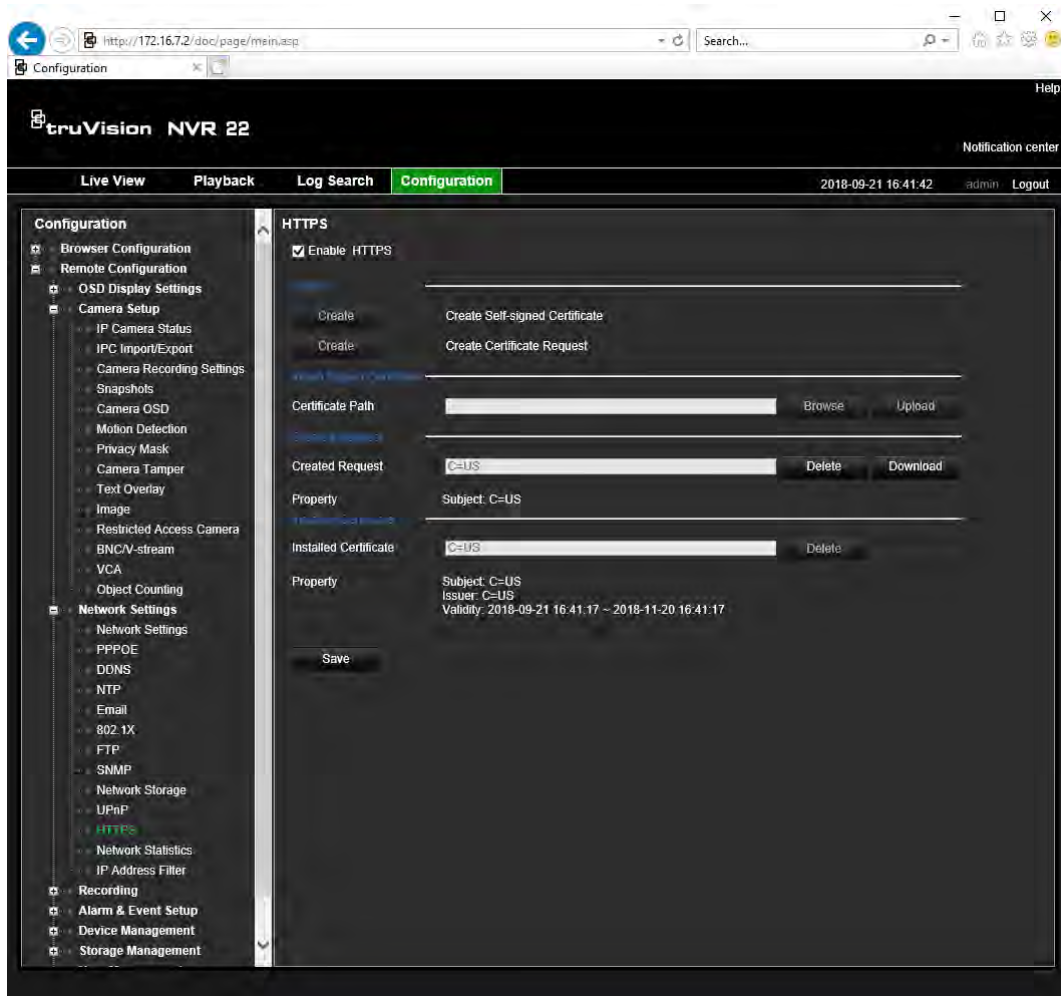 http://172.16.7.2/doc/page/main.asp
Search...
Configuration
Help
truVision NVR 22
Notification center
Live View
Playback
Log Search
Configuration
2018-09-21 16:41:42
admin
Logout
Configuration
Browser Configuration
Remote Configuration
OSD Display Settings
Camera Setup
IP Camera Status
IPC Import/Export
Camera Recording Settings
Snapshots
Camera OSD
Motion Detection
Privacy Mask
Camera Tamper
Text Overlay
Image
Restricted Access Camera
BNC/V-stream
VCA
Object Counting
Network Settings
Network Settings
PPPOE
DDNS
NTP
Email
802.1X
FTP
SNMP
Network Storage
UPnP
HTTPS
Network Statistics
IP Address Filter
Recording
Alarm & Event Setup
Device Management
Storage Management
HTTPS
Enable HTTPS
Create
Create Self-signed Certificate
Create
Create Certificate Request
Certificate Path
Browse
Upload
Created Request
C=US
Delete
Download
Property
Subject: C=US
Installed Certificate
C=US
Delete
Property
Subject: C=US
Issuer: C=US
Validity: 2018-09-21 16:41:17 ~ 2018-11-20 16:41:17
Save